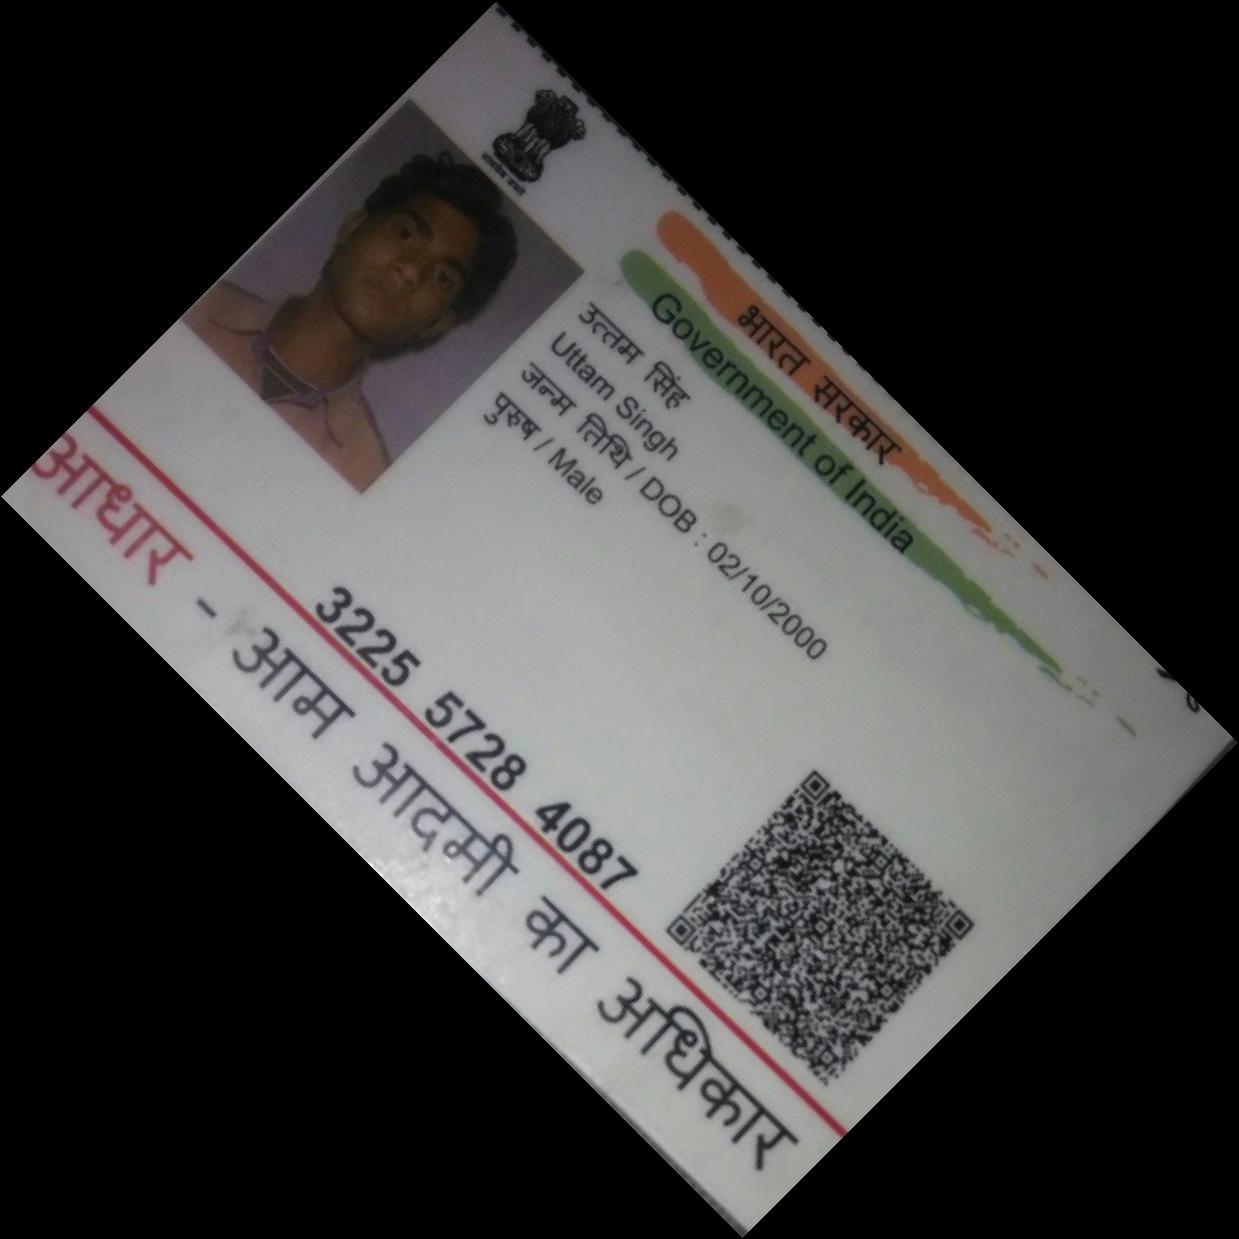 भारत सरकार
Government of India
उत्तम सिंह
Uttam Singh
जन्म तिथि / DOB : 02/10/2000
पुरुष / Male
3225 5728 4087
आधार - आम आदमी का अधिकार